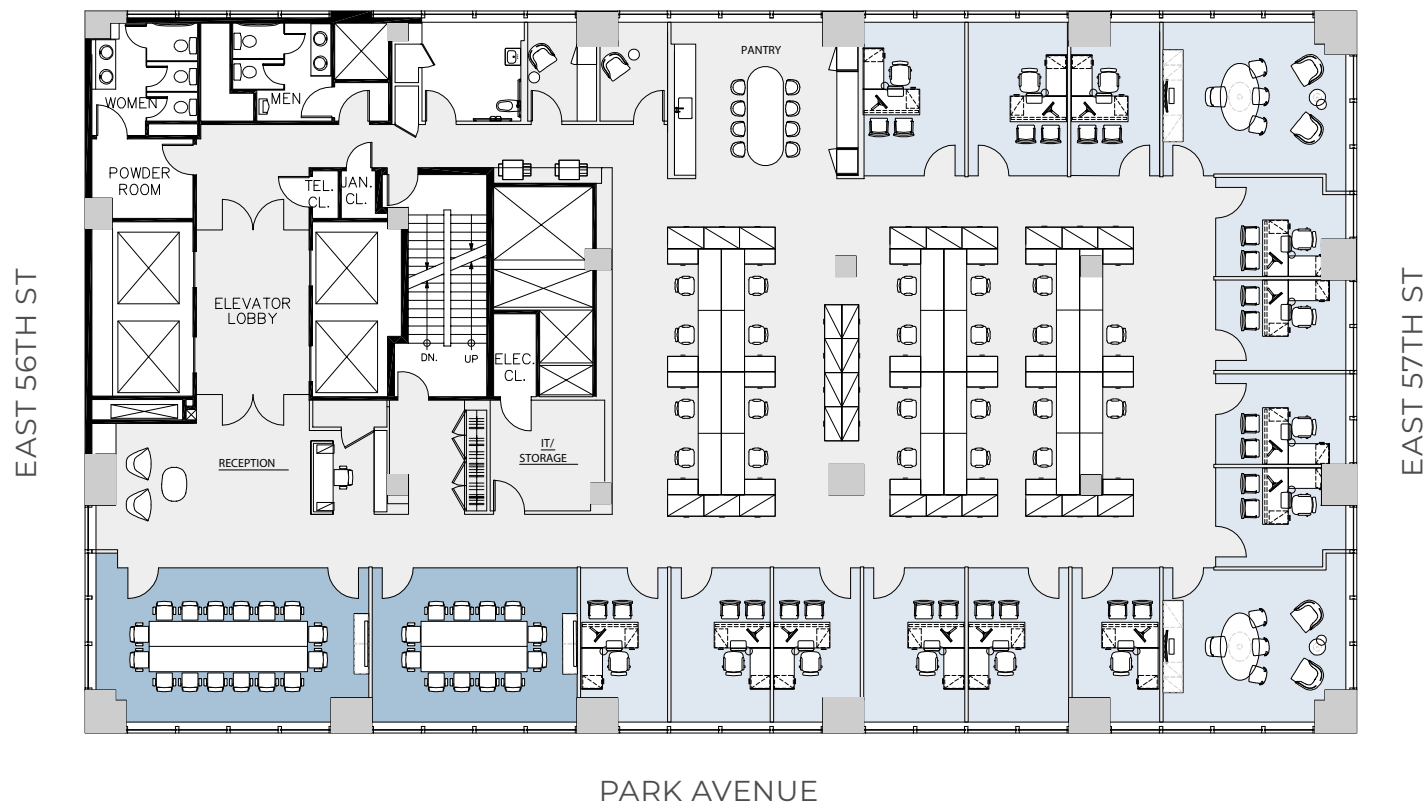 PANTRY
WOMEN
MEN
POWDER
ROOM
TEL.
CL.
JAN.
CL.
EAST 56TH ST
ELEVATOR
LOBBY
DN.
UP
ELEC.
CL.
EAST 57TH ST
RECEPTION
IT/
STORAGE
PARK AVENUE